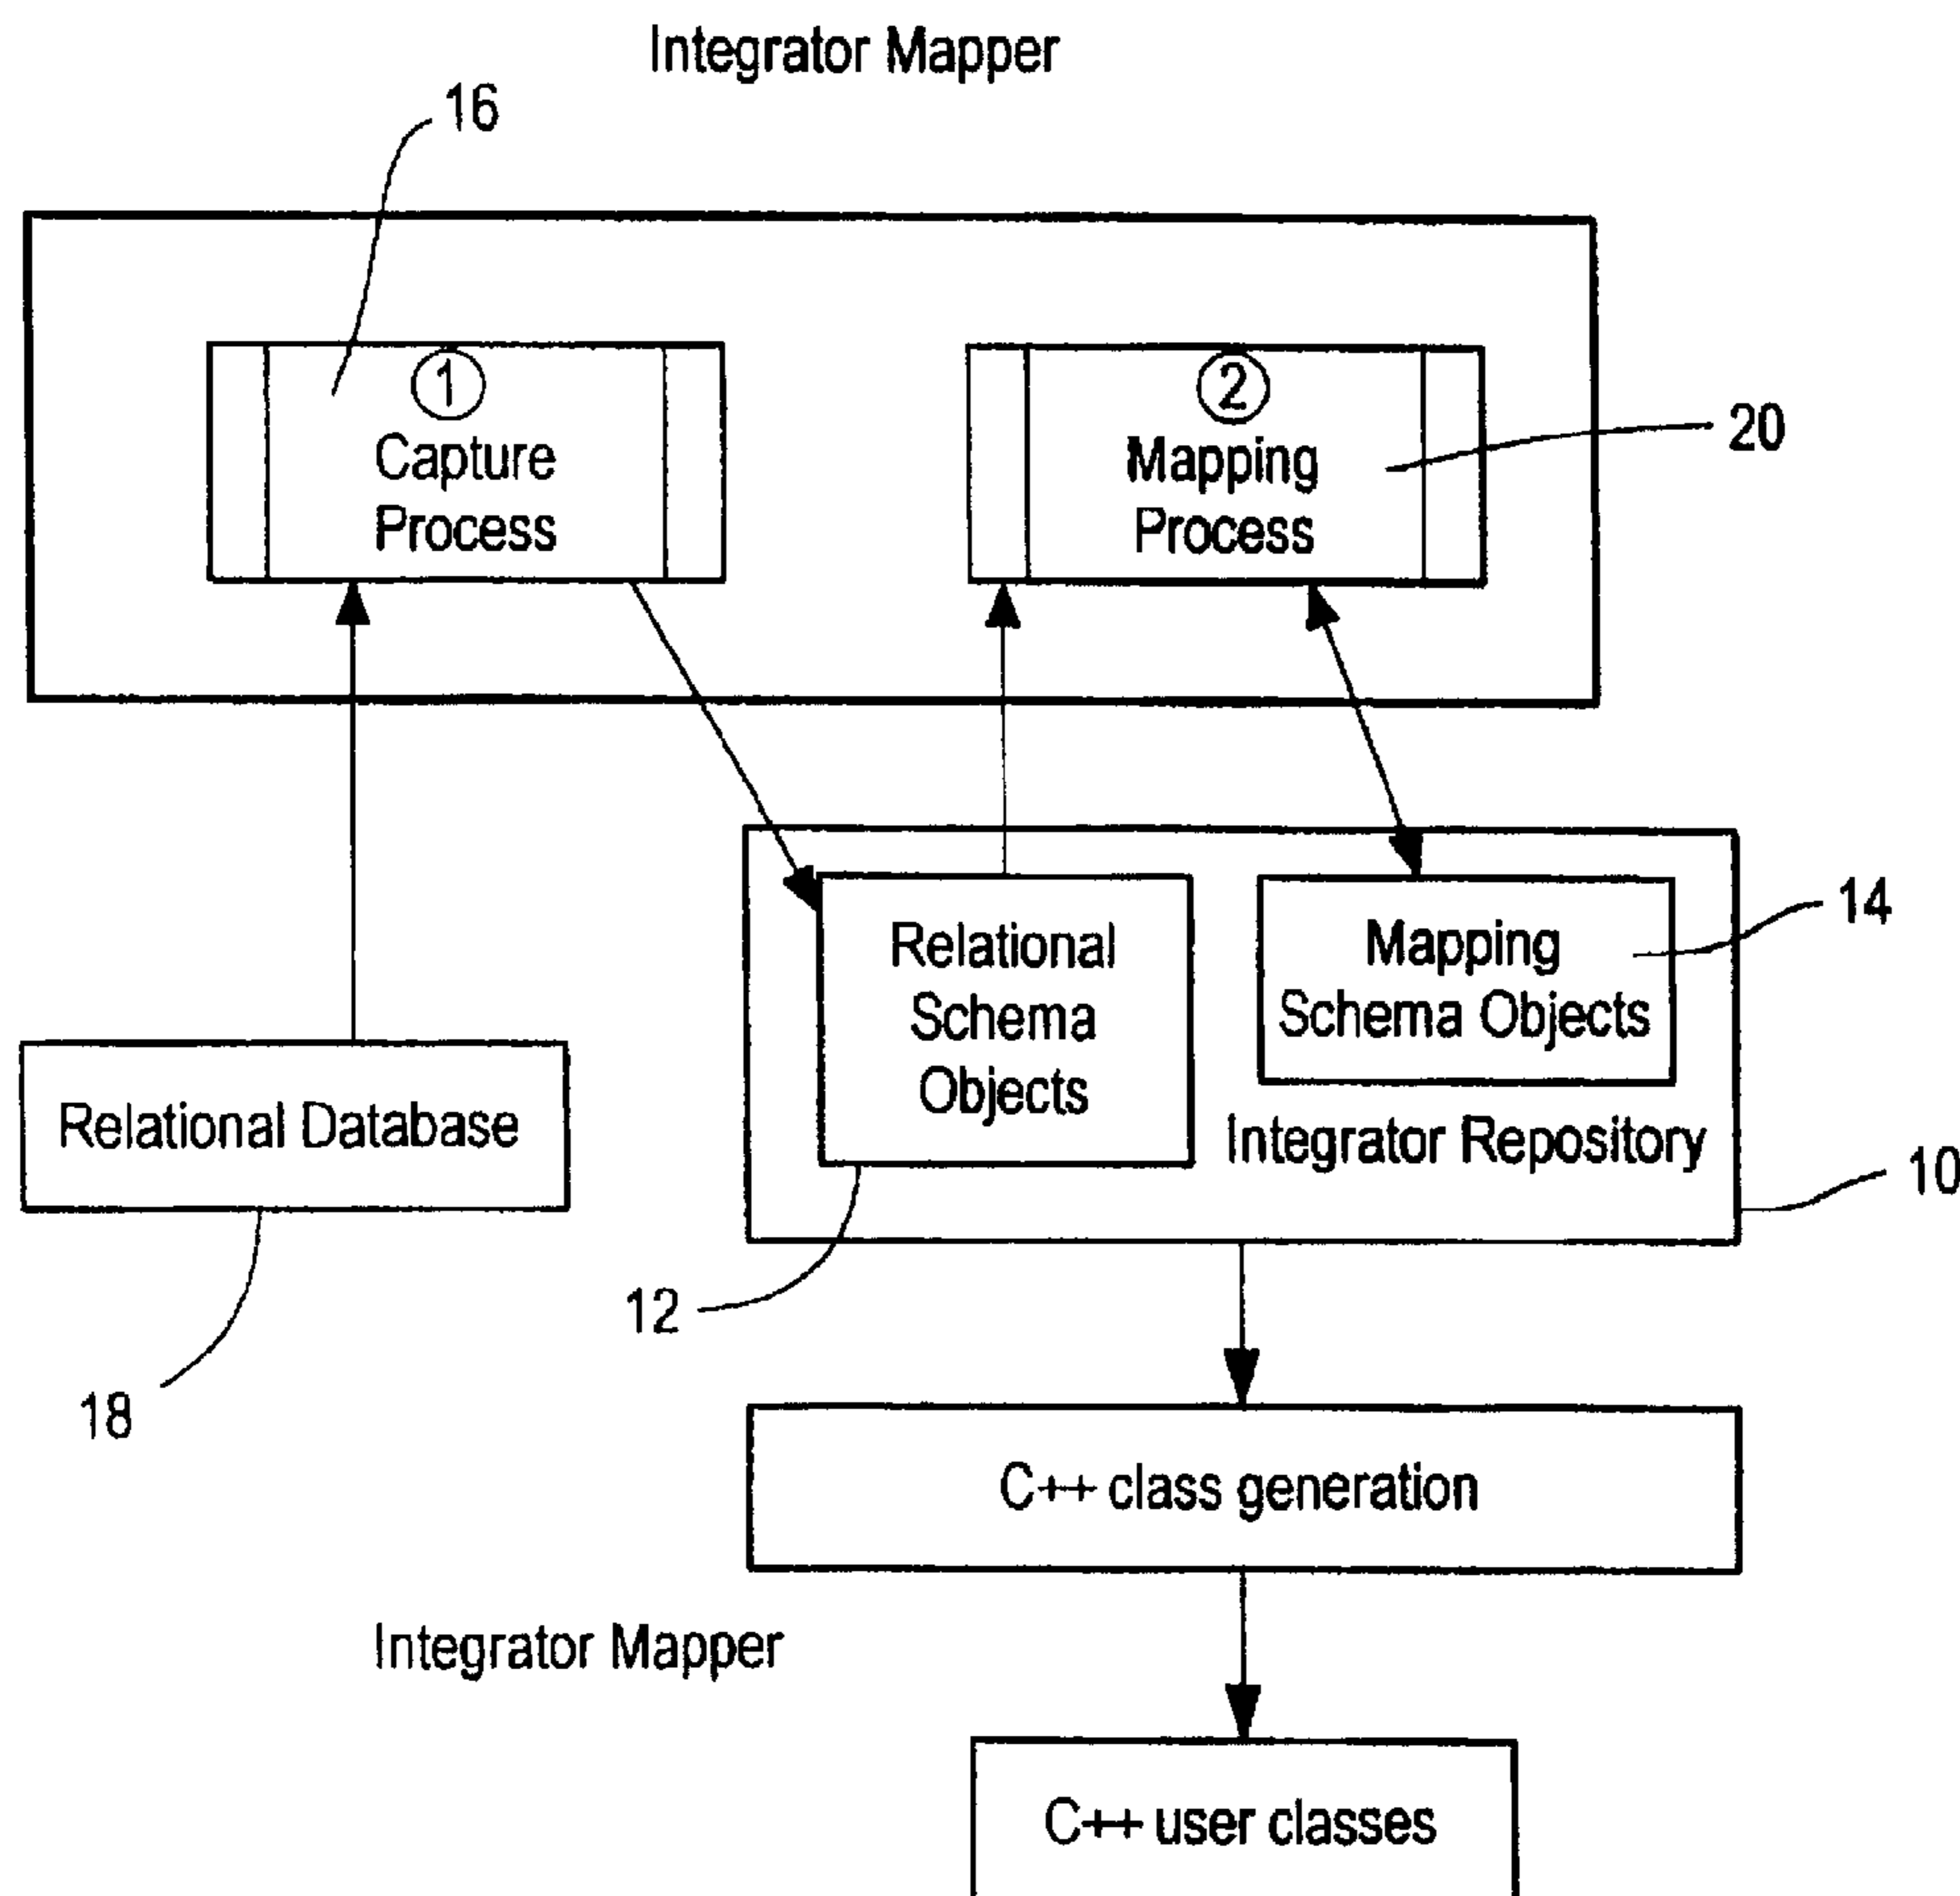 Integrator Mapper
16
1
Capture
Process
2
Mapping
Process
20
Relational
Schema
Objects
Mapping
Schema Objects
14
Relational Database
Integrator Repository
10
12
18
C++ class generation
Integrator Mapper
C++ user classes